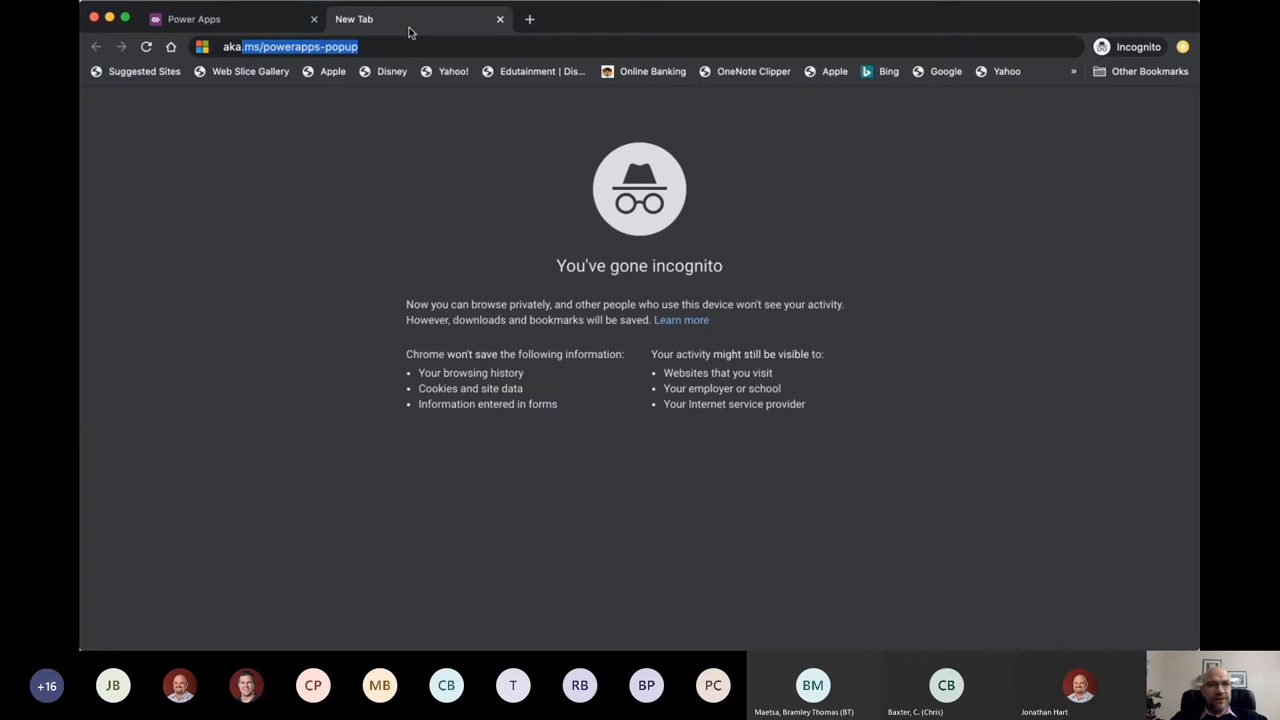 Power Apps
New Tab
aka.ms/powerapps-popup
Incognito
Suggested Sites
Web Slice Gallery
Apple
Disney
Yahoo!
Edutainment | Dis...
Online Banking
OneNote Clipper
Apple
Bing
Google
Yahoo
»
Other Bookmarks
You've gone incognito
Now you can browse privately, and other people who use this device won't see your activity.
However, downloads and bookmarks will be saved. Learn more
Chrome won't save the following information:
• Your browsing history
• Cookies and site data
• Information entered in forms
Your activity might still be visible to:
• Websites that you visit
• Your employer or school
• Your Internet service provider
+16
JB
CP
MB
CB
T
RB
BP
PC
BM
Maetsa, Bramley Thomas (BT)
CB
Baxter, C. (Chris)
Jonathan Hart